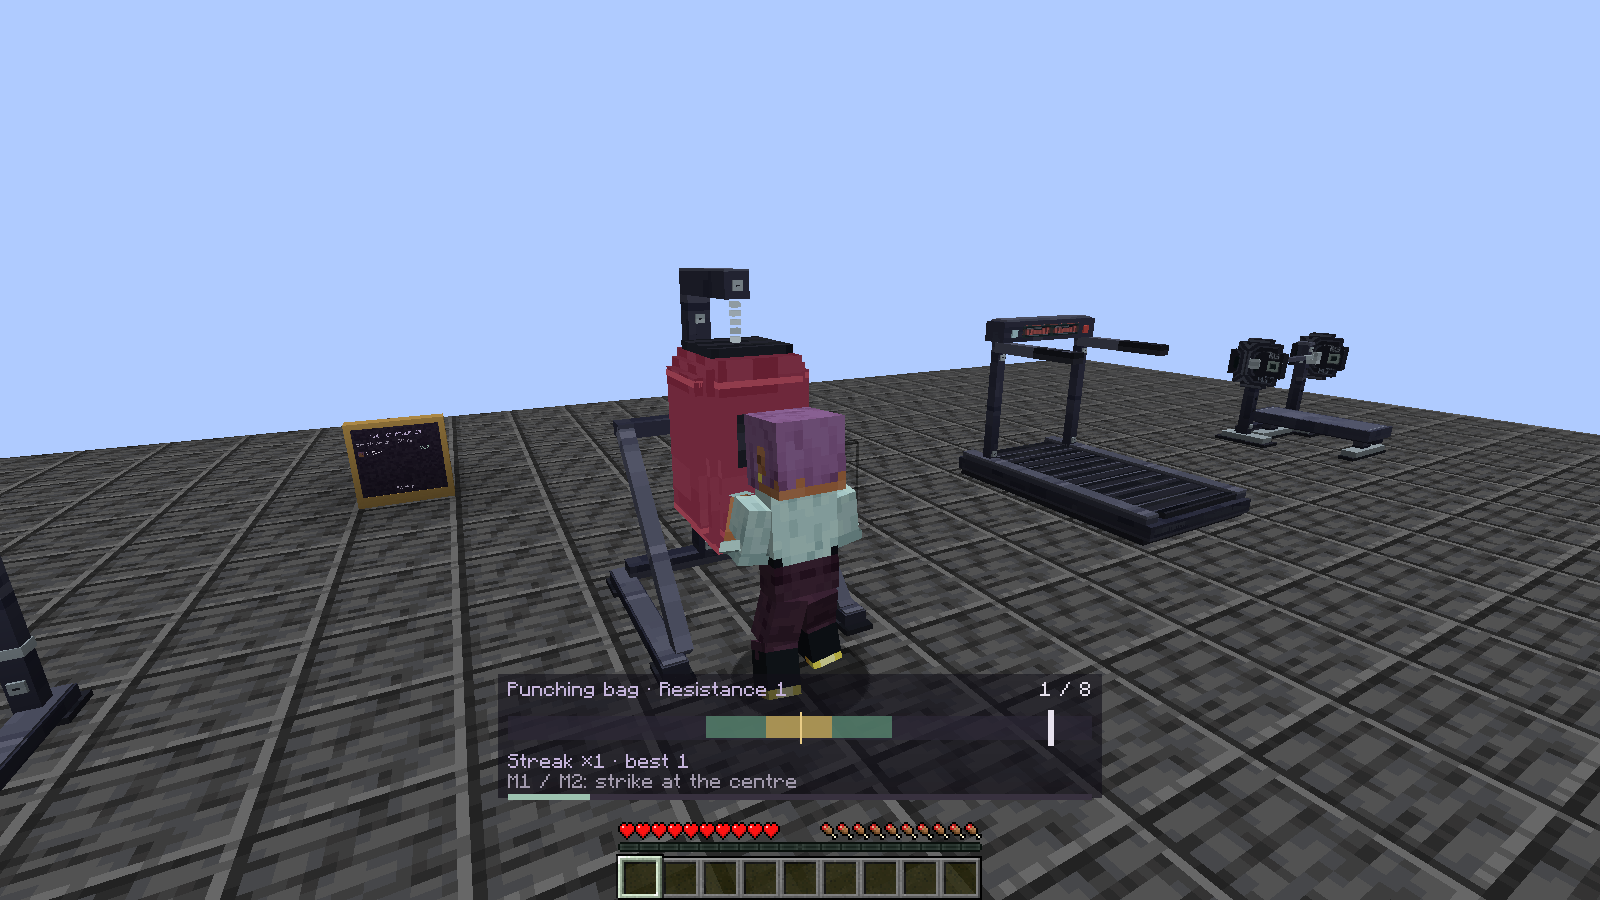 Punching bag · Resistance 1
1 / 8
Streak ×1 · best 1
M1 / M2: strike at the centre